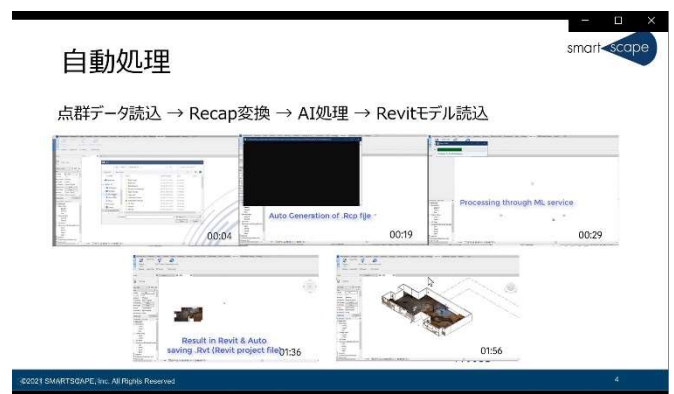 smart scape
自動処理
点群データ読込 → Recap変換 → AI処理 → Revitモデル読込
00:04
Auto Generation of .Rcp file
00:19
Processing through ML service
00:29
Result in Revit & Auto
saving .Rvt (Revit project file)
01:36
01:56
©2021 SMARTSCAPE, Inc. All Rights Reserved
4